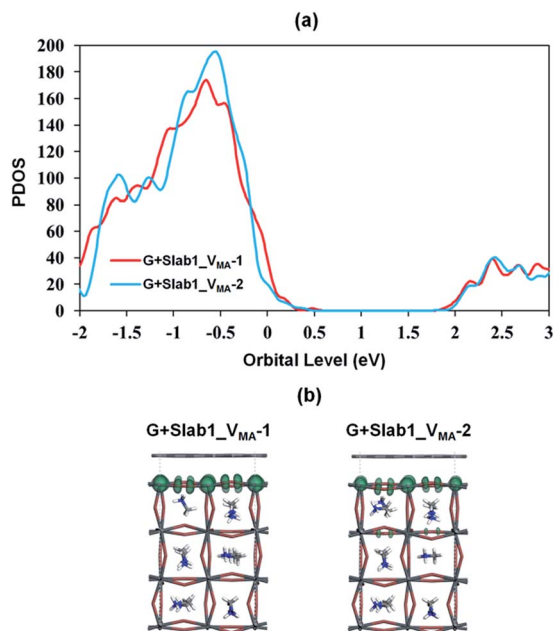 (a)
200
180
160
140
120
100
80
60
40
20
0
PDOS
G+Slab1_VMA-1
G+Slab1_VMA-2
-2 -1.5 -1 -0.5 0 0.5 1 1.5 2 2.5 3
Orbital Level (eV)
(b)
G+Slab1_VMA-1 G+Slab1_VMA-2